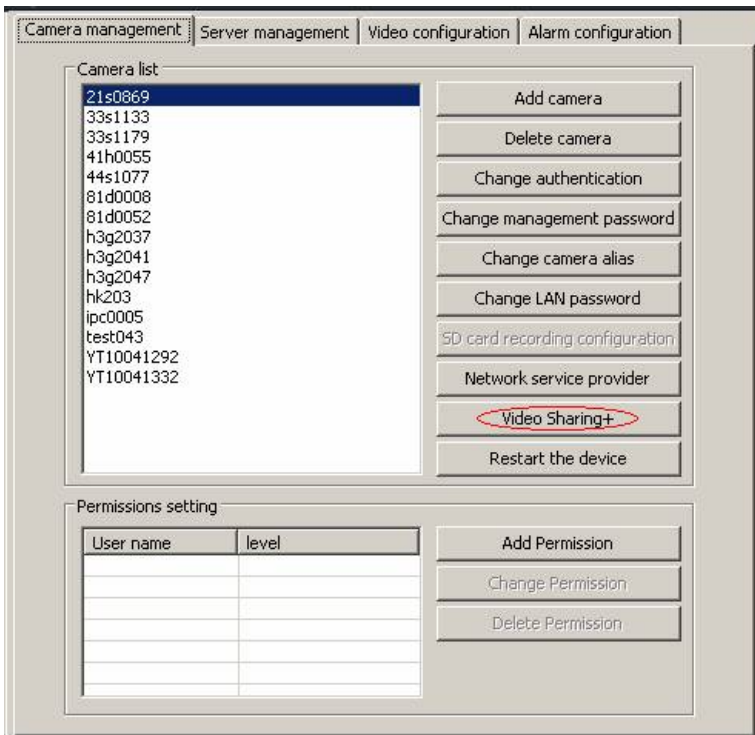 Camera management Server management Video configuration Alarm configuration
Camera list
21s0869
33s1133
33s1179
41h0055
44s1077
81d0008
81d0052
h3g2037
h3g2041
h3g2047
hk203
ipc0005
test043
YT10041292
YT10041332
Add camera
Delete camera
Change authentication
Change management password
Change camera alias
Change LAN password
SD card recording configuration
Network service provider
Video Sharing+
Restart the device
Permissions setting
User name level
Add Permission
Change Permission
Delete Permission